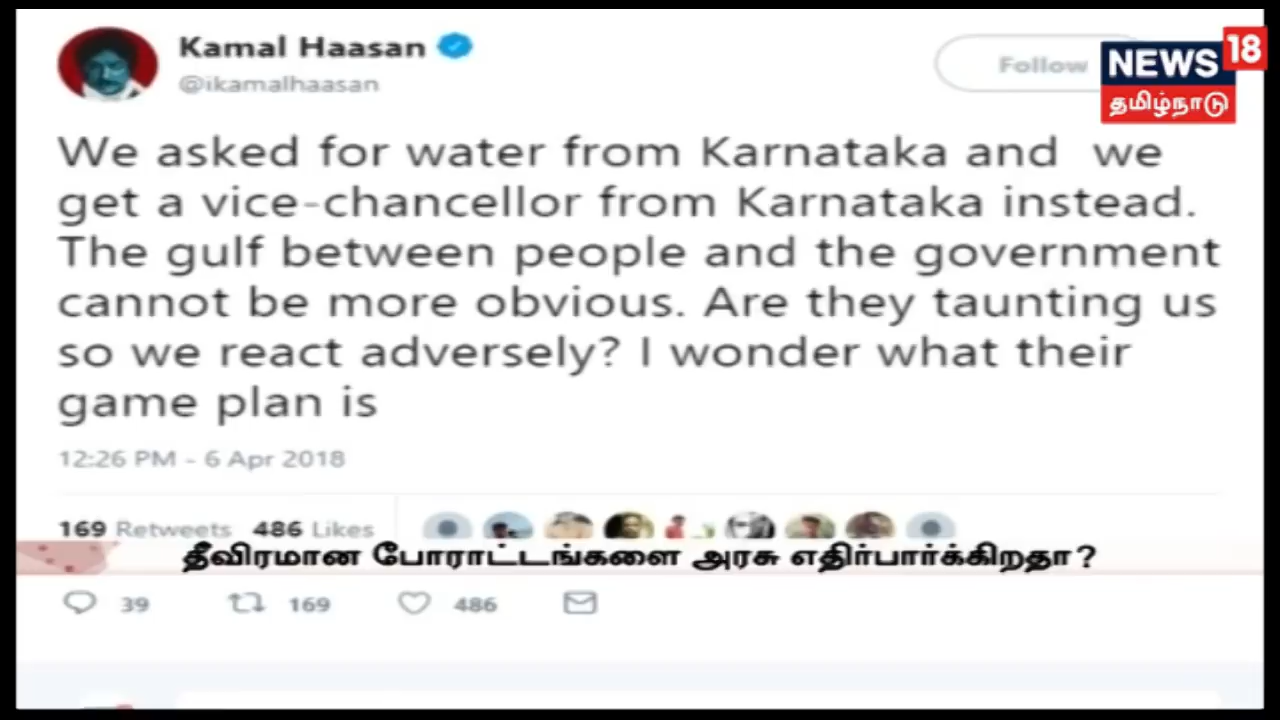 Kamal Haasan
@ikamalhaasan
Follow
NEWS 18
தமிழ்நாடு
We asked for water from Karnataka and we
get a vice-chancellor from Karnataka instead.
The gulf between people and the government
cannot be more obvious. Are they taunting us
so we react adversely? I wonder what their
game plan is
12:26 PM - 6 Apr 2018
169 Retweets 486 Likes
தீவிரமான போராட்டங்களை அரசு எதிர்பார்க்கிறதா?
39 169 486